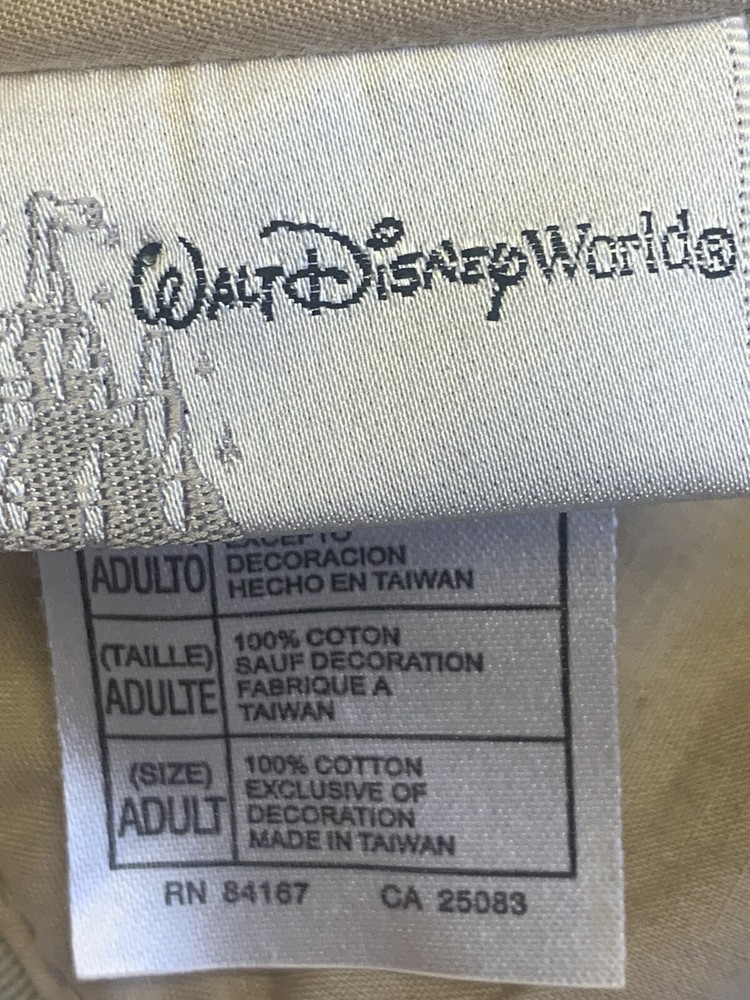 Walt Disney World®
EXCEPTO
ADULTO
DECORACION
HECHO EN TAIWAN
(TAILLE)
ADULTE
100% COTON
SAUF DECORATION
FABRIQUE A
TAIWAN
(SIZE)
ADULT
100% COTTON
EXCLUSIVE OF
DECORATION
MADE IN TAIWAN
RN 84167 CA 25083